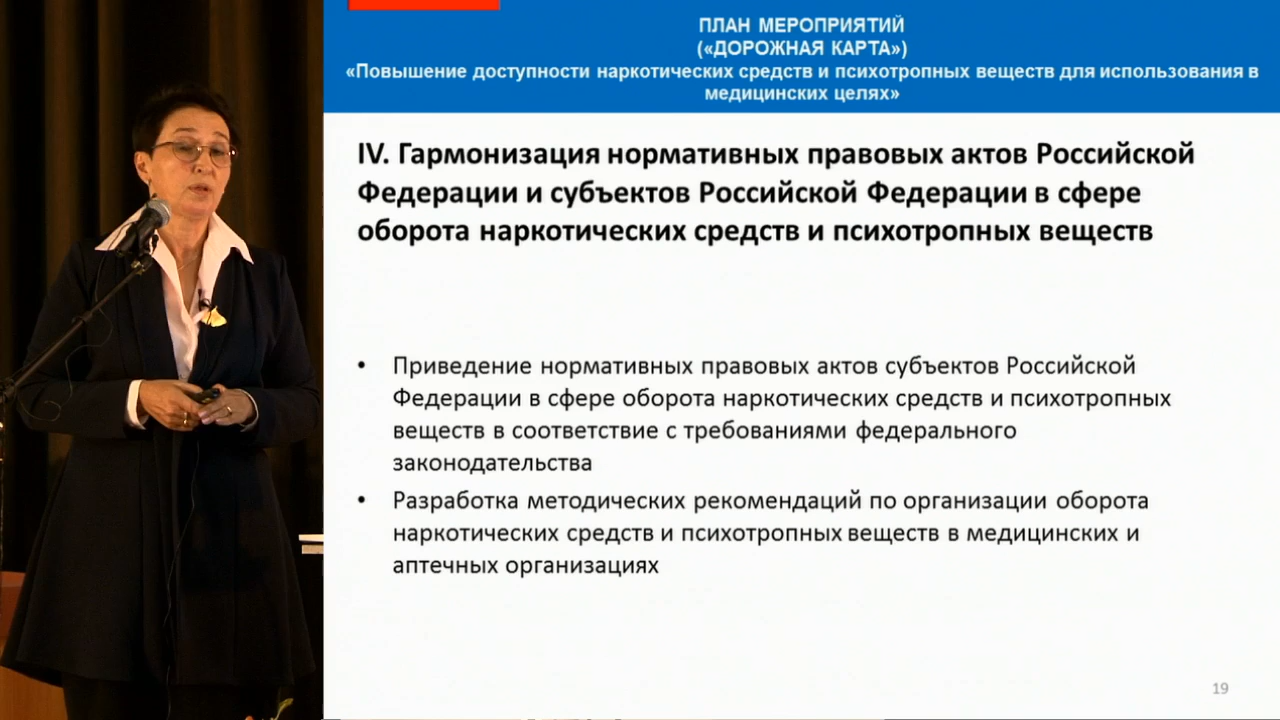 ПЛАН МЕРОПРИЯТИЙ
(«ДОРОЖНАЯ КАРТА»)
«Повышение доступности наркотических средств и психотропных веществ для использования в
медицинских целях»
IV. Гармонизация нормативных правовых актов Российской
Федерации и субъектов Российской Федерации в сфере
оборота наркотических средств и психотропных веществ
• Приведение нормативных правовых актов субъектов Российской
Федерации в сфере оборота наркотических средств и психотропных
веществ в соответствие с требованиями федерального
законодательства
• Разработка методических рекомендаций по организации оборота
наркотических средств и психотропных веществ в медицинских и
аптечных организациях
19